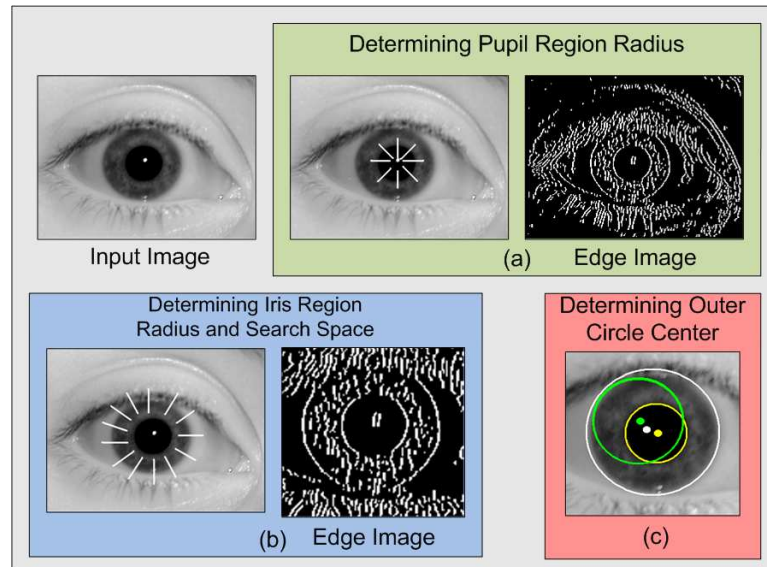 Determining Pupil Region Radius
Input Image
(a)
Edge Image
Determining Iris Region
Radius and Search Space
(b)
Edge Image
Determining Outer
Circle Center
(c)